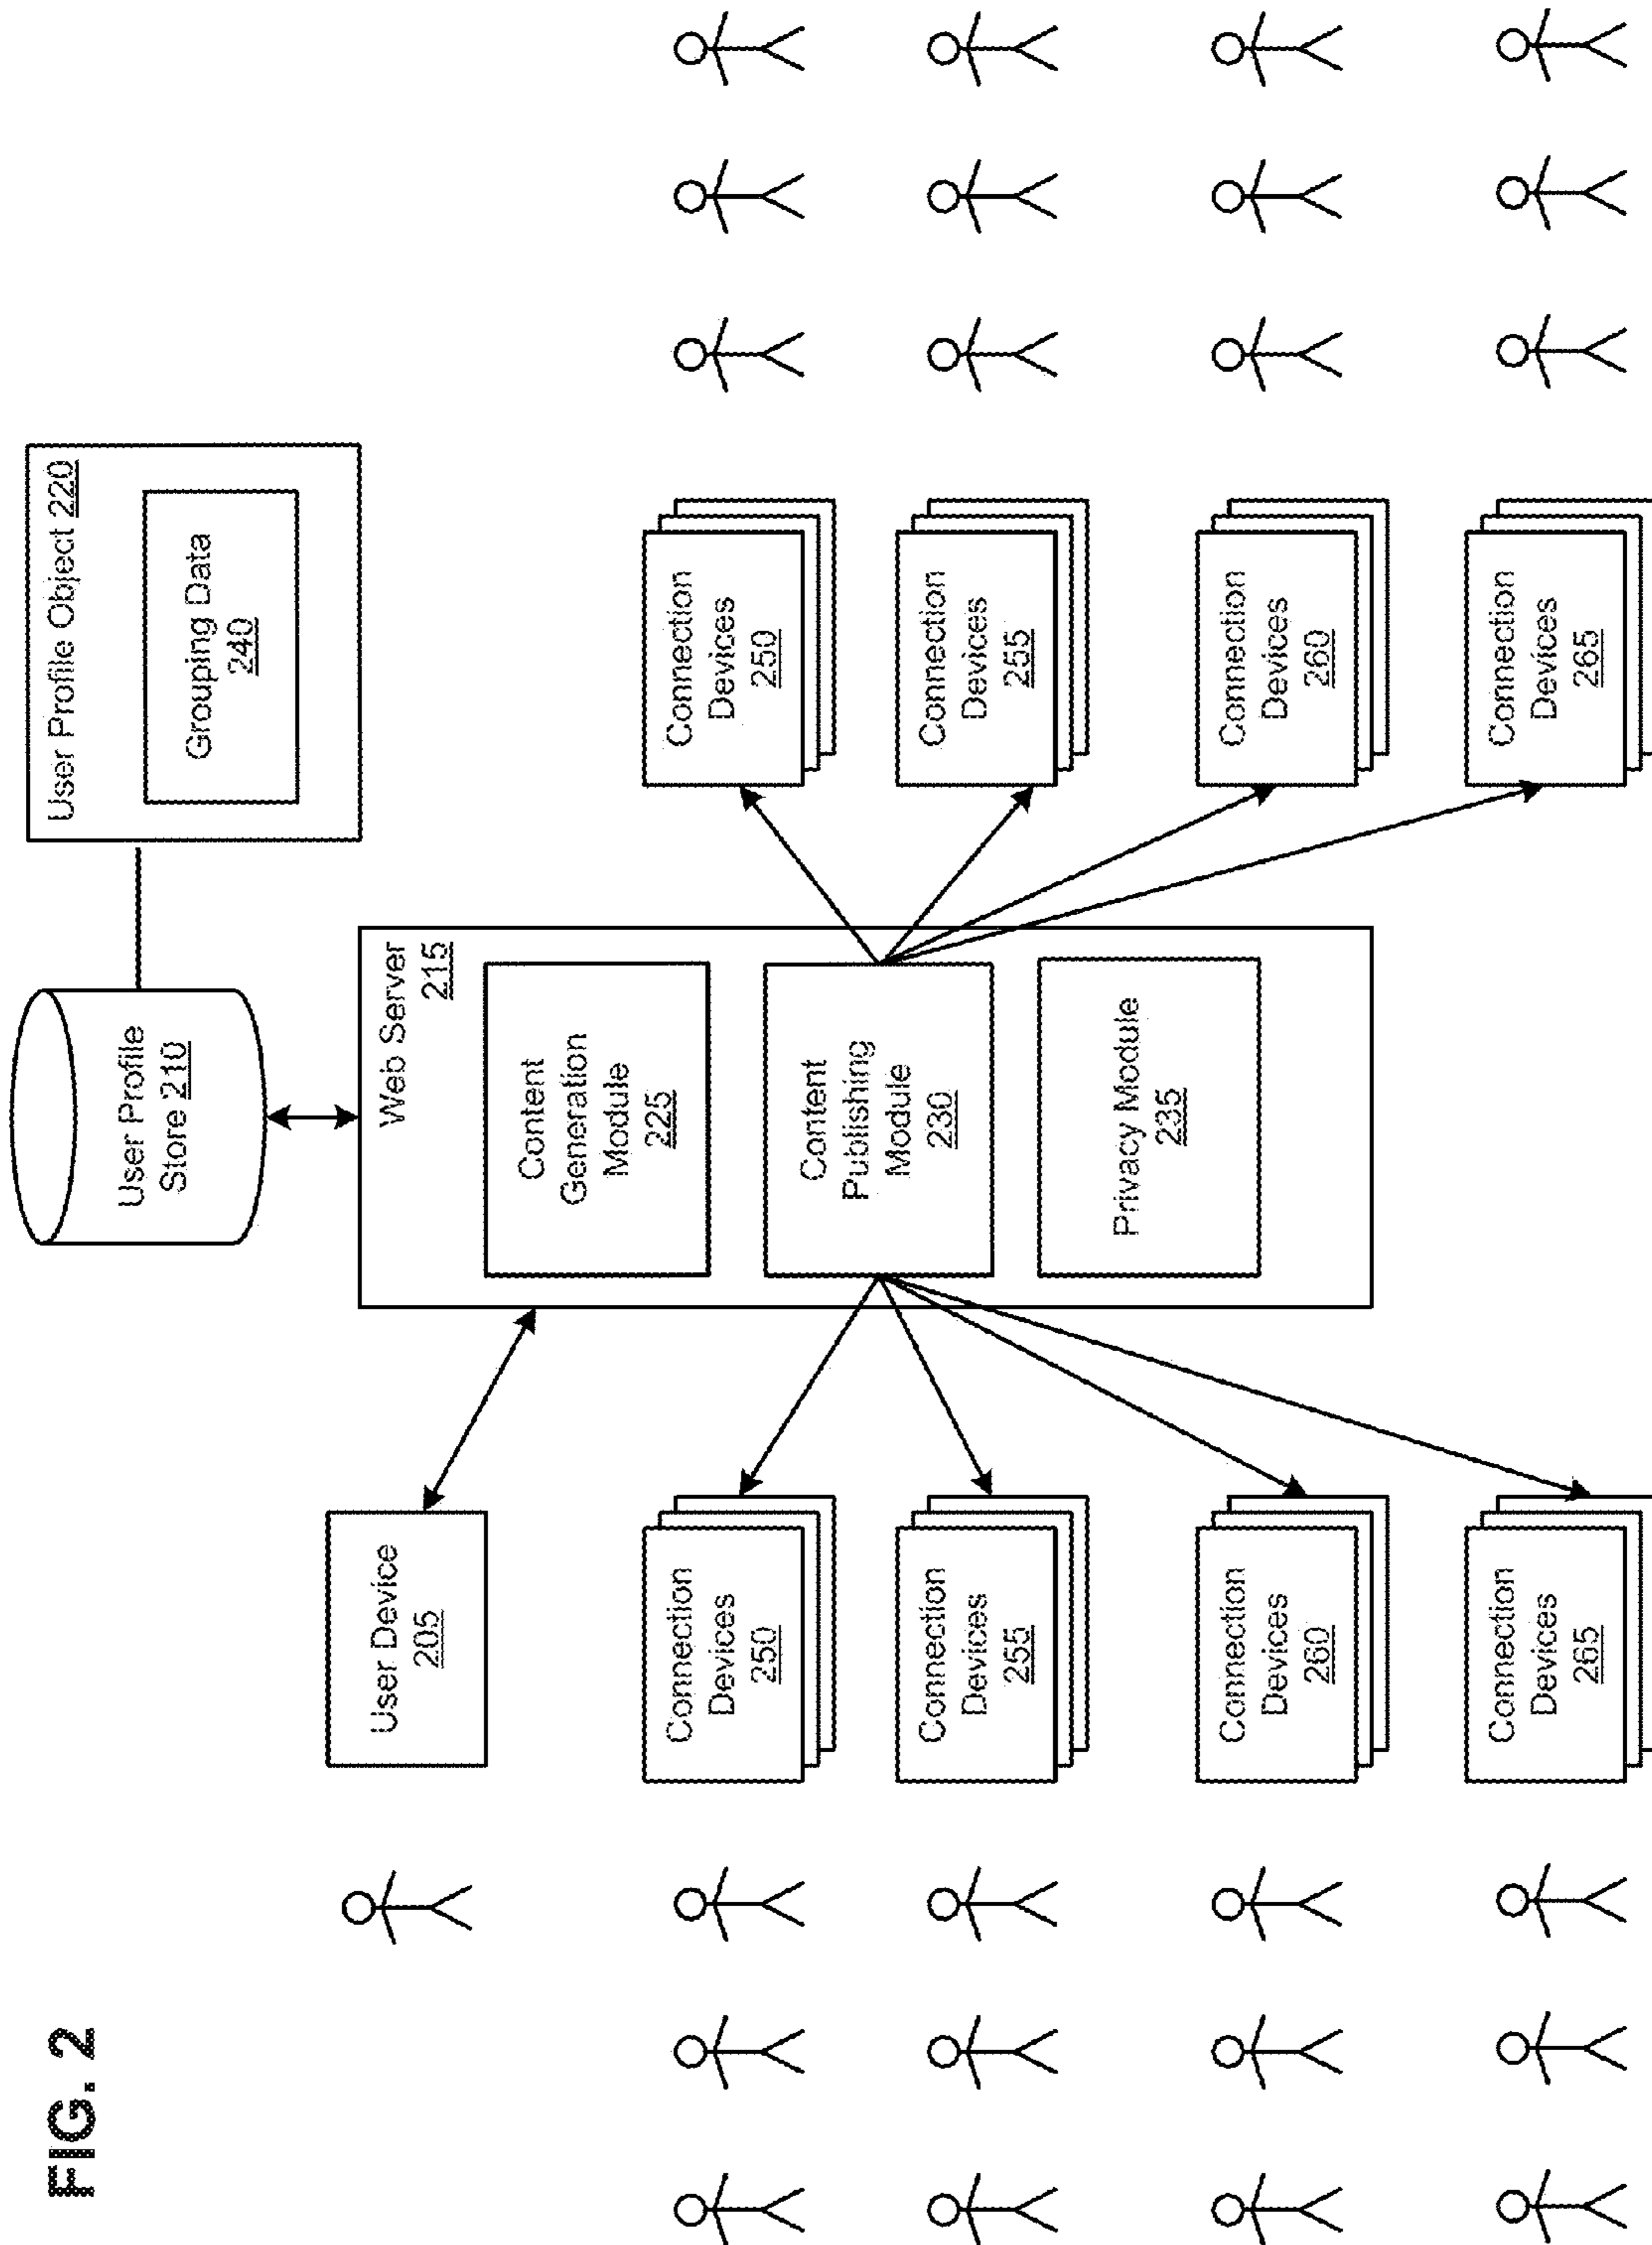 FIG. 2
User Profile
Store 210
User Profile Object 220
Grouping Data
240
User Device
205
Web Server
215
Content
Generation
Module
225
Connection
Devices
250
Content
Publishing
Module
230
Connection
Devices
250
Connection
Devices
255
Connection
Devices
255
Privacy Module
235
Connection
Devices
260
Connection
Devices
260
Connection
Devices
265
Connection
Devices
265